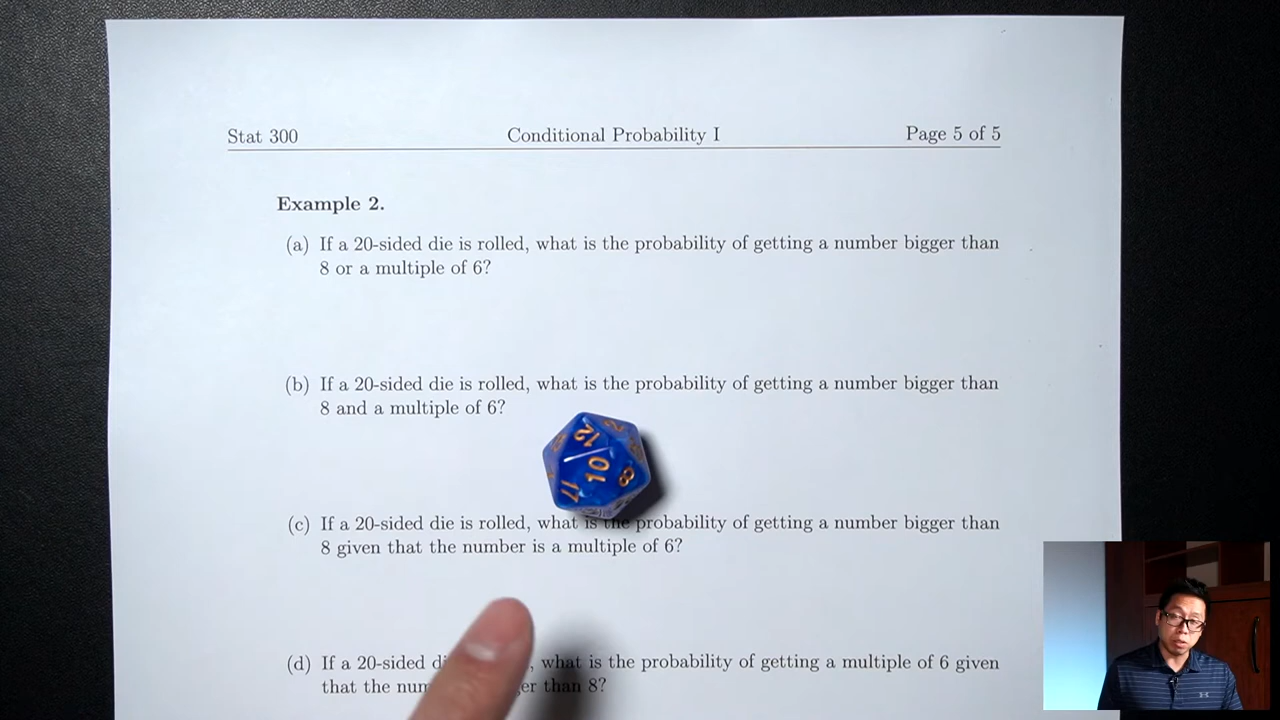 Stat 300 Conditional Probability I Page 5 of 5
Example 2.
(a) If a 20-sided die is rolled, what is the probability of getting a number bigger than
8 or a multiple of 6?
(b) If a 20-sided die is rolled, what is the probability of getting a number bigger than
8 and a multiple of 6?
12
10
8
17
(c) If a 20-sided die is rolled, what is the probability of getting a number bigger than
8 given that the number is a multiple of 6?
(d) If a 20-sided what is the probability of getting a multiple of 6 given
that the than 8?